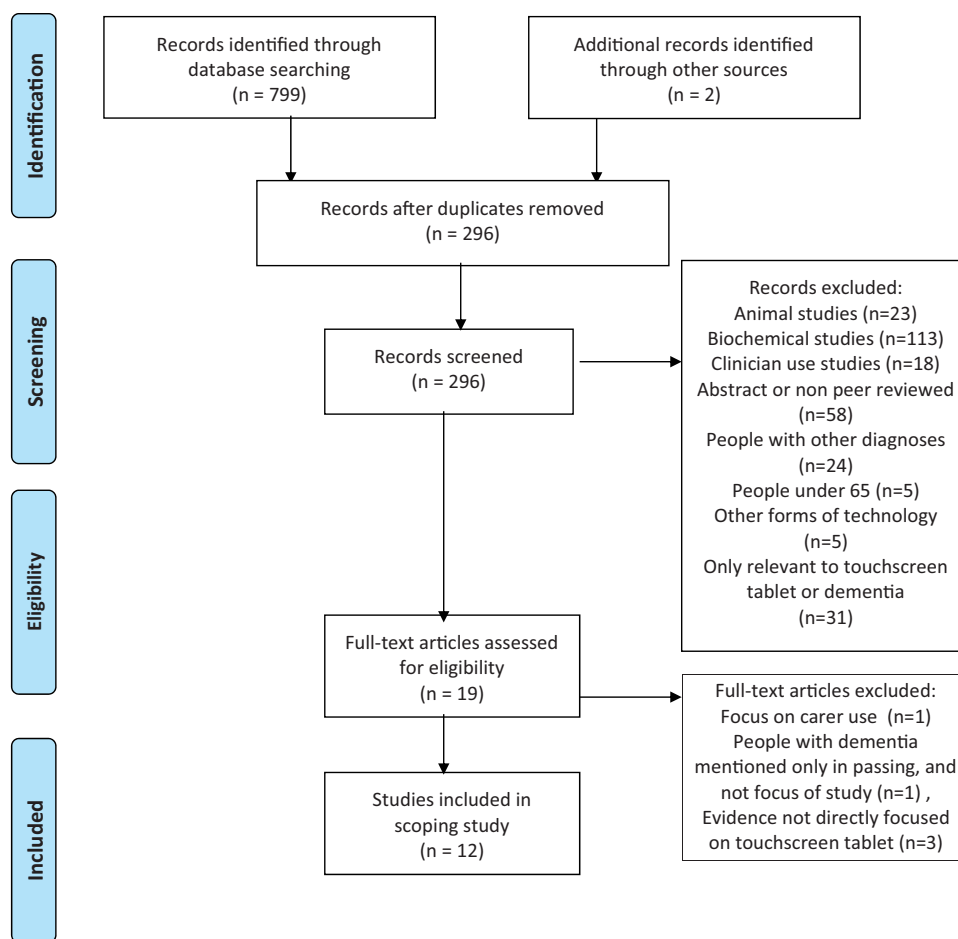 Identification
Records identified through
database searching
(n = 799)
Additional records identified
through other sources
(n = 2)
Records after duplicates removed
(n = 296)
Screening
Records screened
(n = 296)
Records excluded:
Animal studies (n=23)
Biochemical studies (n=113)
Clinician use studies (n=18)
Abstract or non peer reviewed
(n=58)
People with other diagnoses
(n=24)
People under 65 (n=5)
Other forms of technology
(n=5)
Only relevant to touchscreen
tablet or dementia
(n=31)
Eligibility
Full-text articles assessed
for eligibility
(n = 19)
Full-text articles excluded:
Focus on carer use (n=1)
People with dementia
mentioned only in passing, and
not focus of study (n=1) ,
Evidence not directly focused
on touchscreen tablet (n=3)
Included
Studies included in
scoping study
(n = 12)